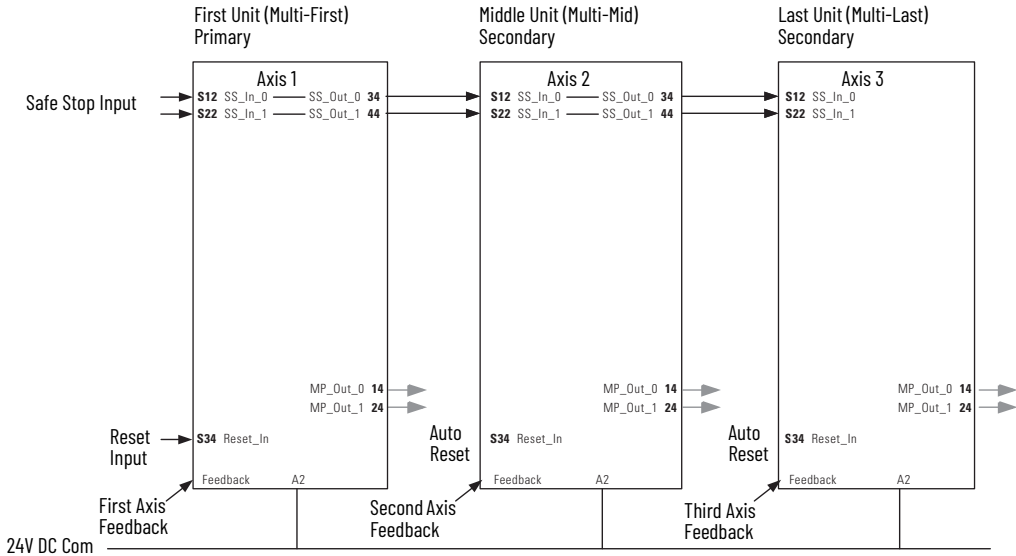 First Unit (Multi-First)
Primary
Middle Unit (Multi-Mid)
Secondary
Last Unit (Multi-Last)
Secondary
Axis 1
Axis 2
Axis 3
Safe Stop Input
S12 SS_In_0 SS_Out_0 34
S22 SS_In_1 SS_Out_1 44
S12 SS_In_0 SS_Out_0 34
S22 SS_In_1 SS_Out_1 44
S12 SS_In_0
S22 SS_In_1
MP_Out_0 14
MP_Out_1 24
MP_Out_0 14
MP_Out_1 24
MP_Out_0 14
MP_Out_1 24
Reset
Input
S34 Reset_In
Auto
Reset
S34 Reset_In
Auto
Reset
S34 Reset_In
Feedback A2
Feedback A2
Feedback A2
First Axis
Feedback
Second Axis
Feedback
Third Axis
Feedback
24V DC Com